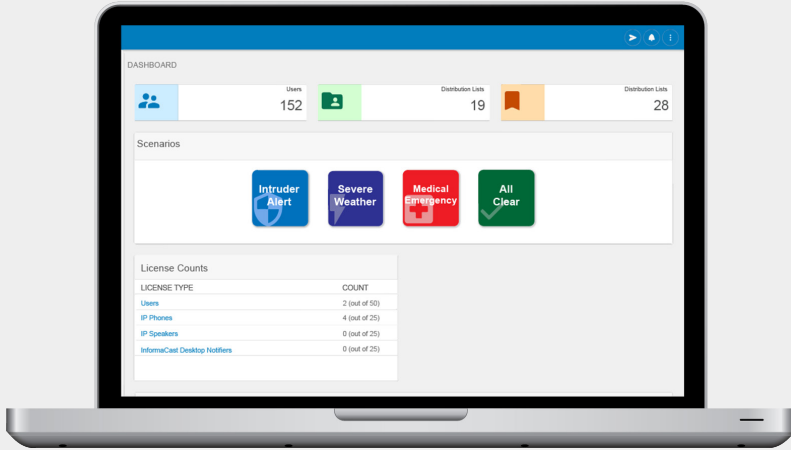 DASHBOARD
Users
152
Distribution Lists
19
Distribution Lists
28
Scenarios
Intruder
Alert
Severe
Weather
Medical
Emergency
All
Clear
License Counts
LICENSE TYPE COUNT
Users 2 (out of 50)
IP Phones 4 (out of 25)
IP Speakers 0 (out of 25)
InformaCast Desktop Notifiers 0 (out of 25)